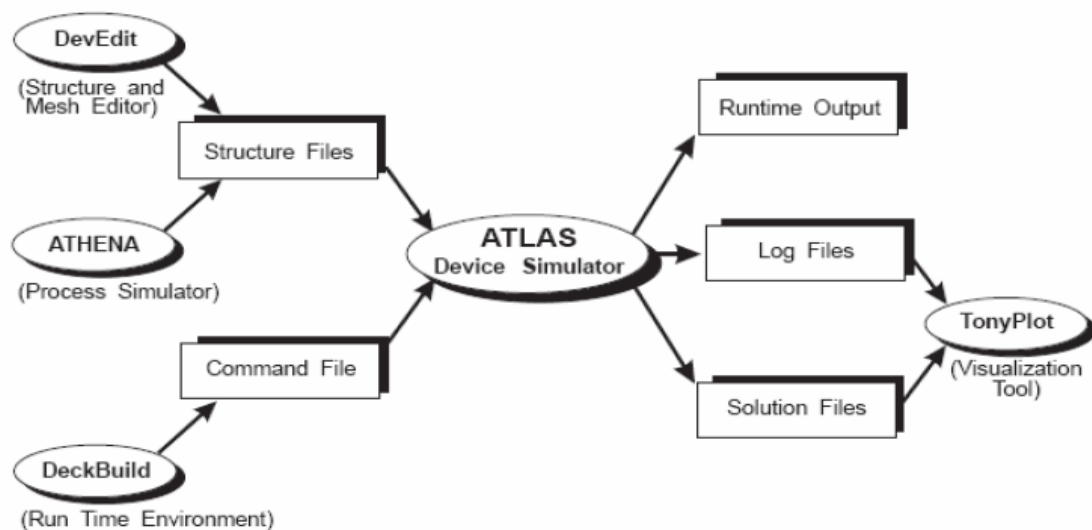 DevEdit
(Structure and
Mesh Editor)
Structure Files
ATHENA
(Process Simulator)
Command File
DeckBuild
(Run Time Environment)
ATLAS
Device Simulator
Runtime Output
Log Files
Solution Files
TonyPlot
(Visualization
Tool)